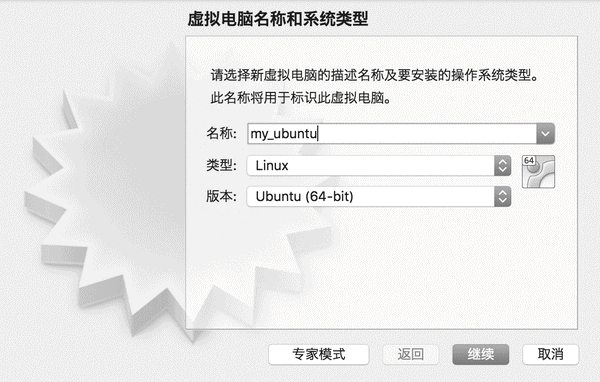 虚拟电脑名称和系统类型
请选择新虚拟电脑的描述名称及要安装的操作系统类型。
此名称将用于标识此虚拟电脑。
名称: my_ubuntu
类型: Linux
64
版本: Ubuntu (64-bit)
专家模式 返回 继续 取消